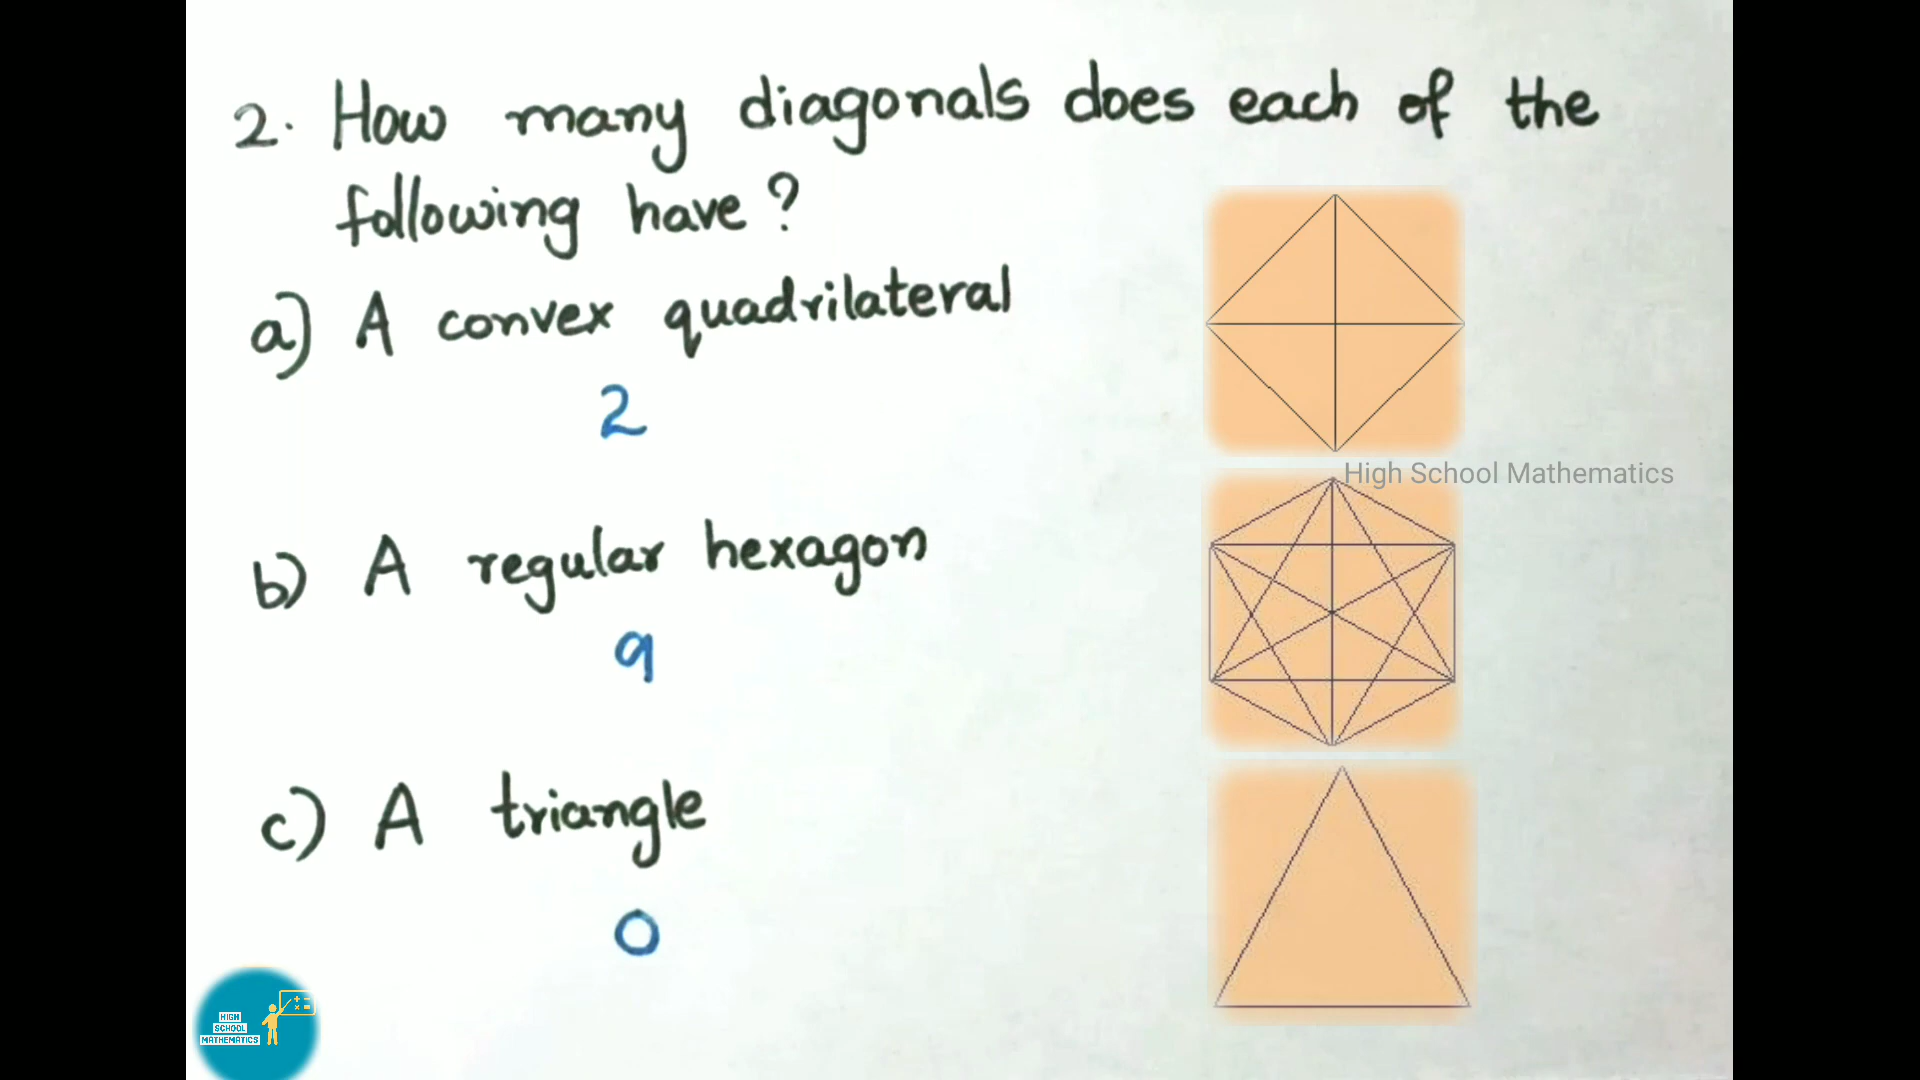 2. How many diagonals does each of the
following have?
a) A convex quadrilateral
2
High School Mathematics
b) A regular hexagon
9
c) A triangle
0
HIGH
SCHOOL
MATHEMATICS